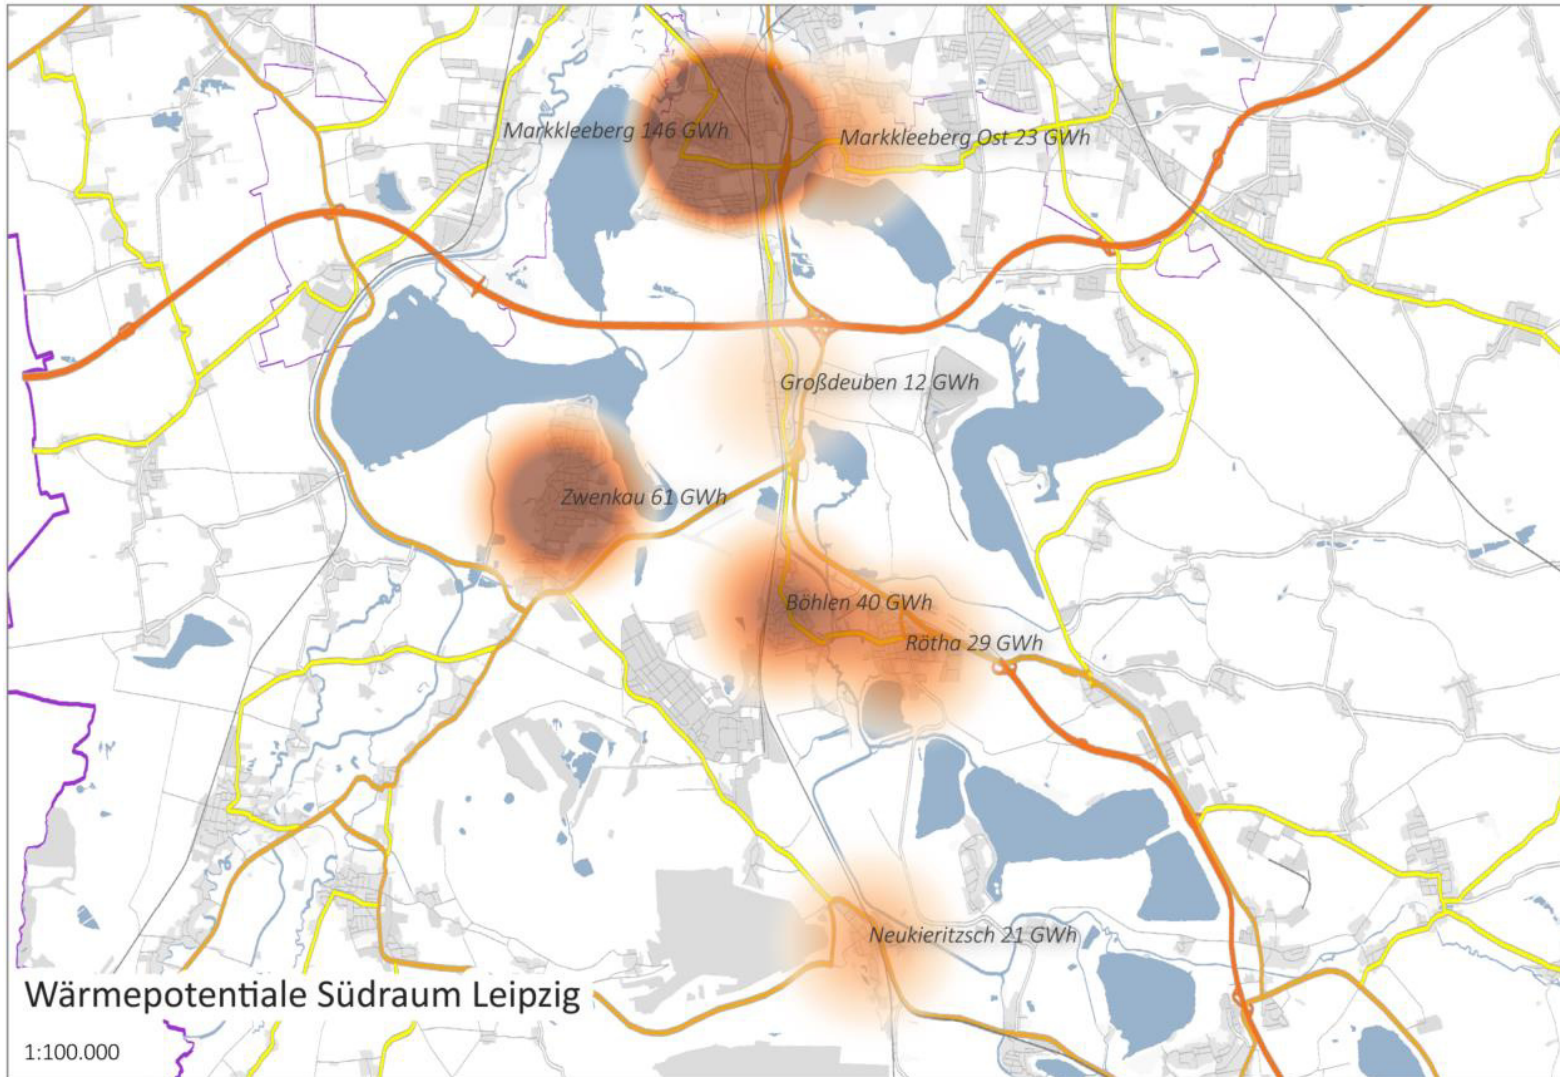 Markkleeberg 146 GWh
Markkleeberg Ost 23 GWh
Großdeuben 12 GWh
Zwenkau 61 GWh
Böhlen 40 GWh
Rötha 29 GWh
Neukieritzsch 21 GWh
Wärmepotentiale Südraum Leipzig
1:100.000